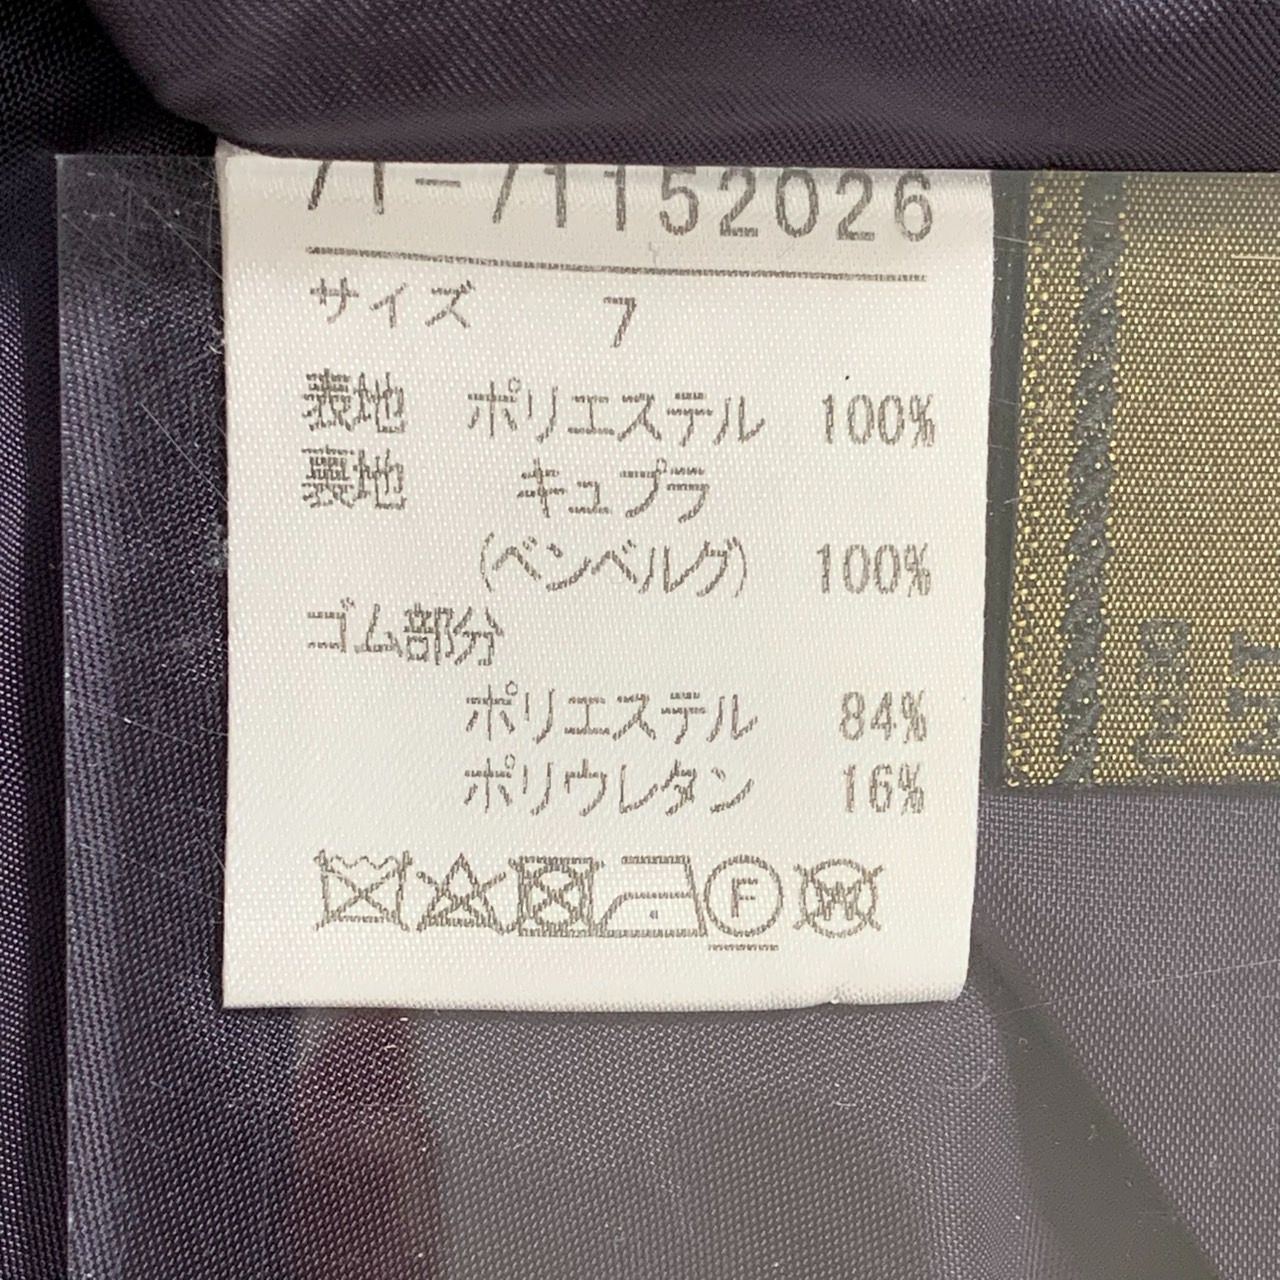 71-71152026
サイズ 7
表地 ポリエステル 100%
裏地 キュプラ
(ベンベルグ) 100%
ゴム部分
ポリエステル 84%
ポリウレタン 16%
F W